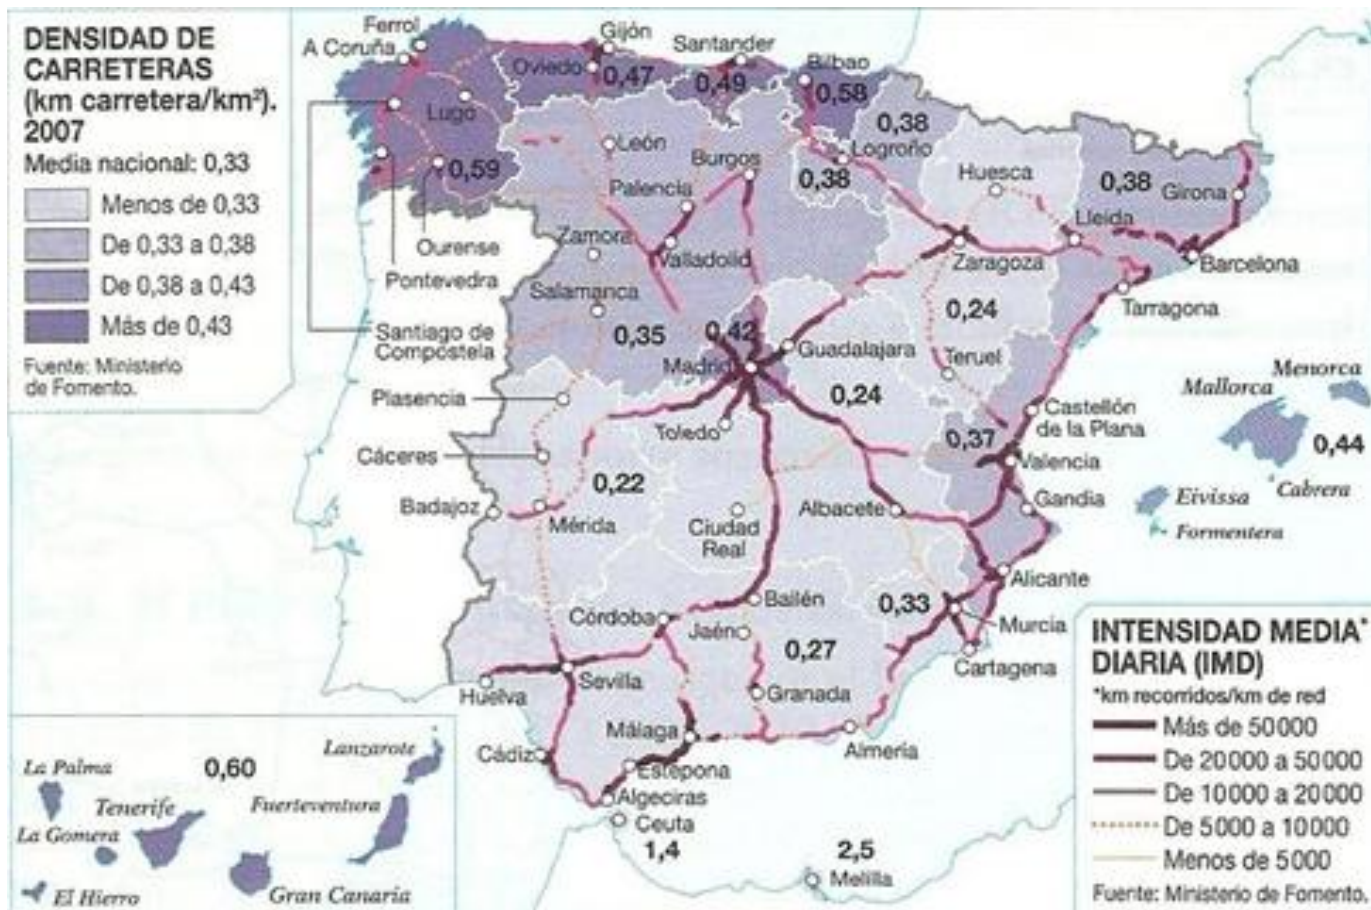 DENSIDAD DE
CARRETERAS
(km carretera/km²).
2007
Media nacional: 0,33
Menos de 0,33
De 0,33 a 0,38
De 0,38 a 0,43
Más de 0,43
Fuente: Ministerio
de Fomento.
Ferrol
A Coruña
Lugo
0,59
Ourense
Pontevedra
Santiago de
Compostela
Gijón
Oviedo
0,47
Santander
0,49
Bilbao
0,58
0,38
Logroño
0,38
León
Burgos
Palencia
Zamora
Valladolid
Salamanca
0,35
Huesca
Zaragoza
0,24
Teruel
0,38
Girona
Lleida
Barcelona
Tarragona
0,42
Madrid
Guadalajara
0,24
Toledo
Ciudad
Real
Albacete
Plasencia
Cáceres
0,22
Badajoz
Mérida
Castellón
de la Plana
0,37
Valencia
Gandia
Alicante
Menorca
Mallorca
0,44
Cabrera
Eivissa
Formentera
0,33
Murcia
Cartagena
Córdoba
Bailén
Jaén
0,27
Huelva
Sevilla
Granada
Málaga
Almería
Cádiz
Estepona
Algeciras
Ceuta
1,4
2,5
Melilla
Lanzarote
0,60
La Palma
Tenerife
Fuerteventura
La Gomera
El Hierro
Gran Canaria
INTENSIDAD MEDIA*
DIARIA (IMD)
*km recorridos/km de red
Más de 50000
De 20000 a 50000
De 10000 a 20000
De 5000 a 10000
Menos de 5000
Fuente: Ministerio de Fomento.